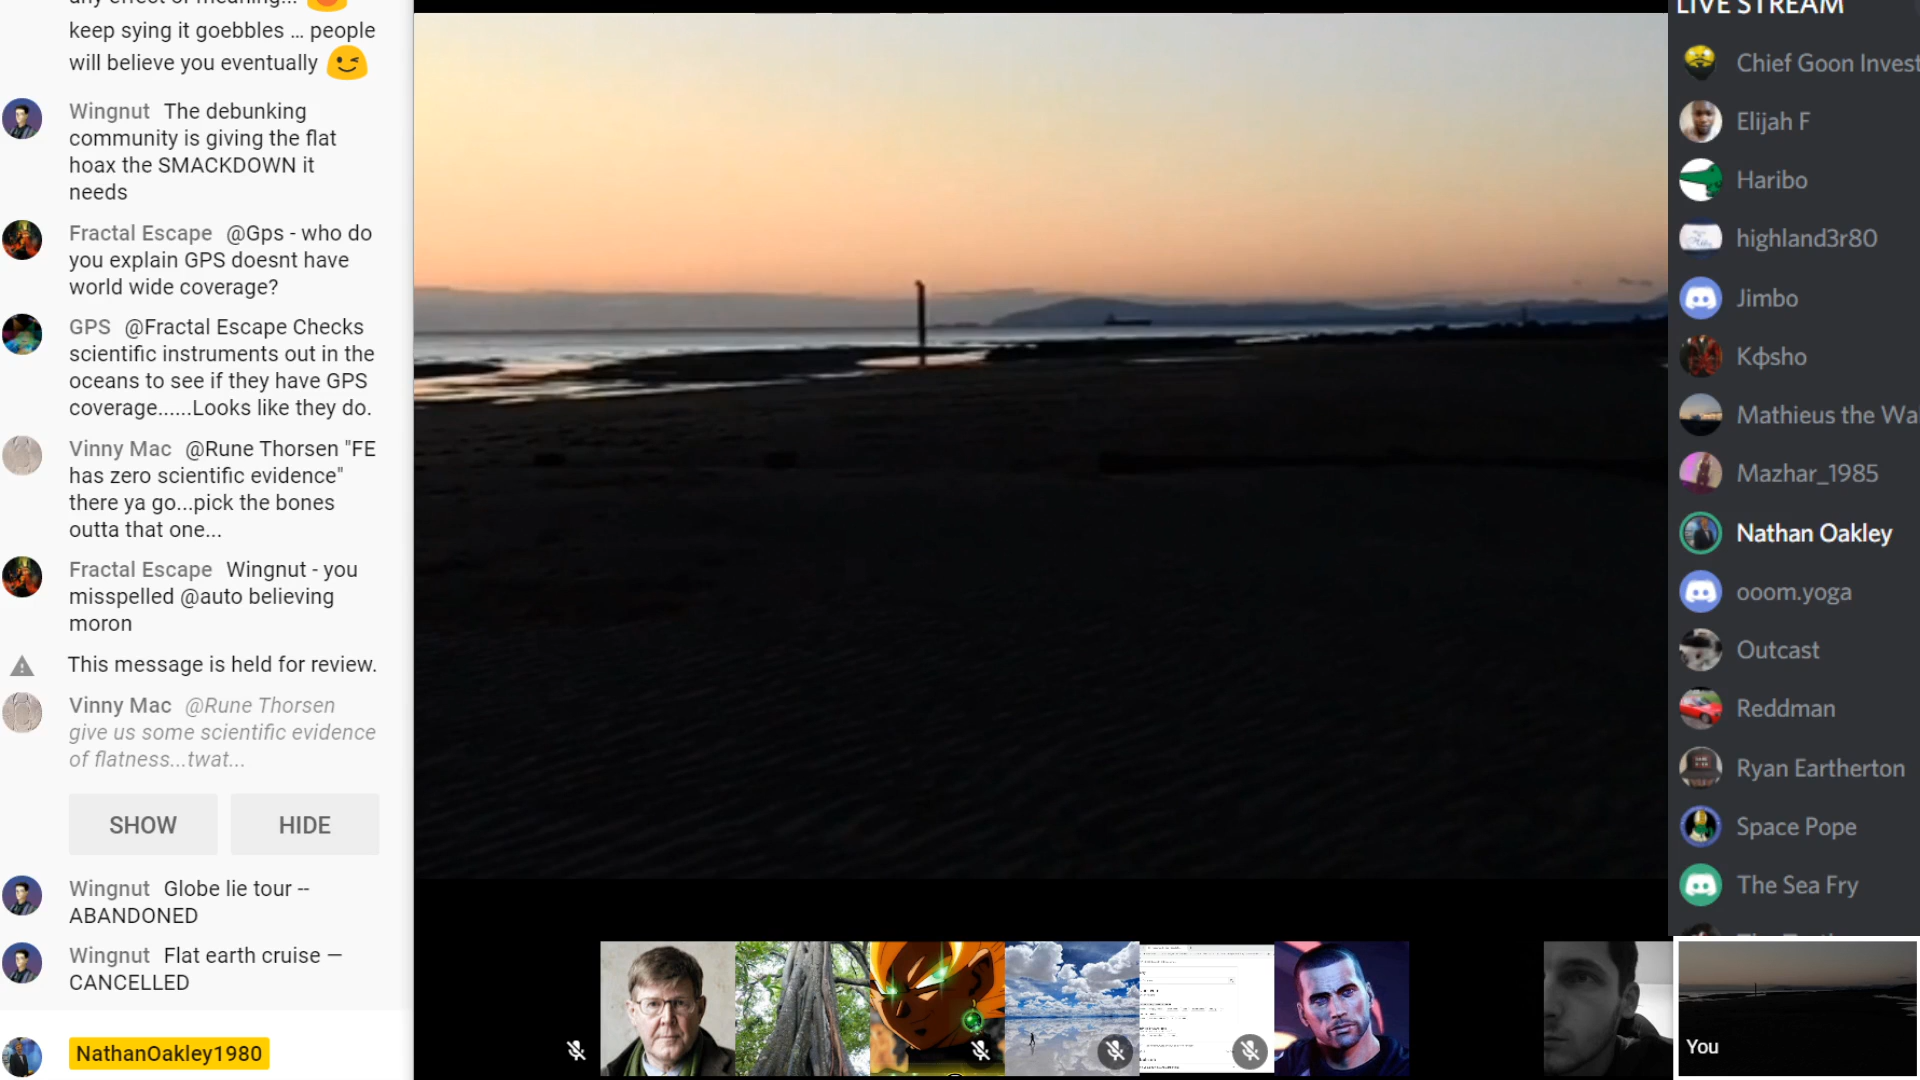 any effect of meaning...
keep sying it goebbles ... people
will believe you eventually
Wingnut The debunking
community is giving the flat
hoax the SMACKDOWN it
needs
Fractal Escape @Gps - who do
you explain GPS doesnt have
world wide coverage?
GPS @Fractal Escape Checks
scientific instruments out in the
oceans to see if they have GPS
coverage......Looks like they do.
Vinny Mac @Rune Thorsen "FE
has zero scientific evidence"
there ya go...pick the bones
outta that one...
Fractal Escape Wingnut - you
misspelled @auto believing
moron
This message is held for review.
Vinny Mac @Rune Thorsen
give us some scientific evidence
of flatness...twat...
SHOW HIDE
Wingnut Globe lie tour --
ABANDONED
Wingnut Flat earth cruise —
CANCELLED
NathanOakley1980
LIVE STREAM
Chief Goon Invest
Elijah F
Haribo
highland3r80
Jimbo
Kфsho
Mathieus the Wa
Mazhar_1985
Nathan Oakley
ooom.yoga
Outcast
Reddman
Ryan Eartherton
Space Pope
The Sea Fry
You